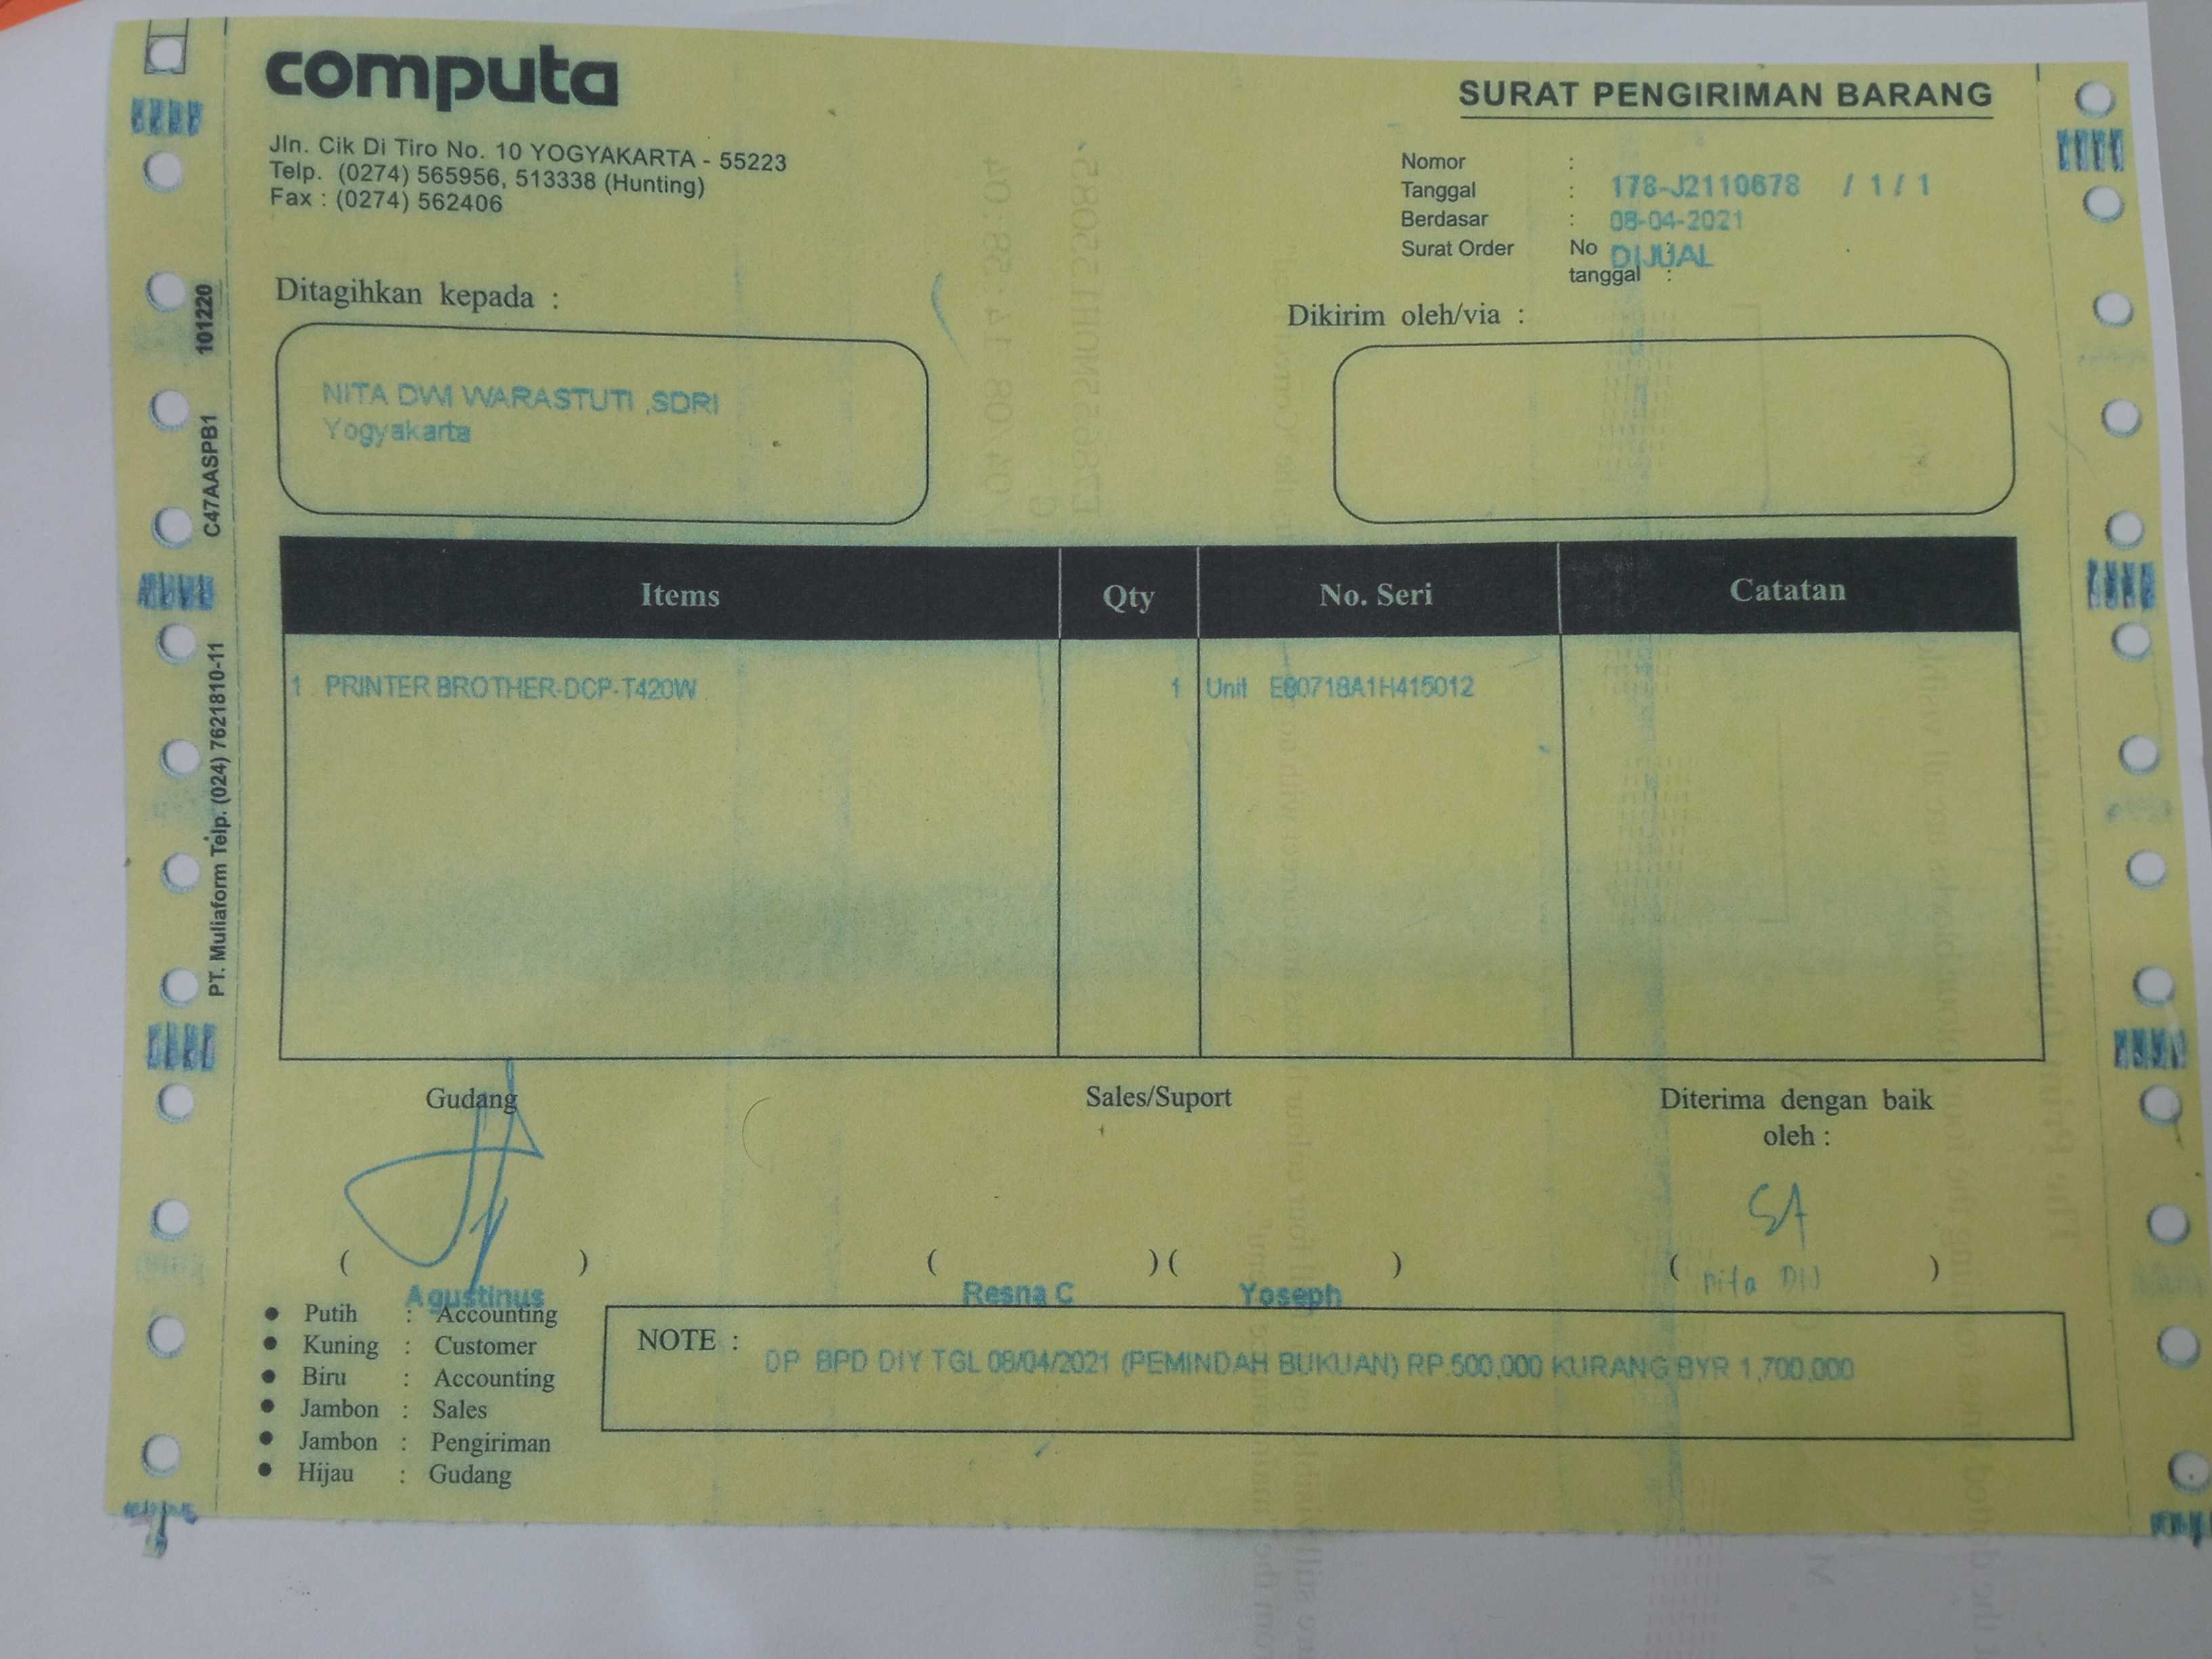 computa
Jln. Cik Di Tiro No. 10 YOGYAKARTA - 55223
Telp. (0274) 565956, 513338 (Hunting)
Fax : (0274) 562406
SURAT PENGIRIMAN BARANG
Nomor :
Tanggal : 178-J2110678 / 1 / 1
Berdasar : 08-04-2021
Surat Order No : DIJUAL
tanggal :
Ditagihkan kepada :
Dikirim oleh/via :
NITA DWI WARASTUTI ,SDRI
Yogyakarta
Items Qty No. Seri Catatan
1 PRINTER BROTHER-DCP-T420W 1 Unit E80718A1H415012
Gudang Sales/Suport Diterima dengan baik
oleh :
( ) ( ) ( ) ( nita DW )
Agustinus Resna C Yoseph
Putih : Accounting
Kuning : Customer
Biru : Accounting
Jambon : Sales
Jambon : Pengiriman
Hijau : Gudang
NOTE :
DP BPD DIY TGL 08/04/2021 (PEMINDAH BUKUAN) RP.500,000 KURANG BYR 1,700,000
PT. Muliaform Telp. (024) 7621810-11 C47AASPB1 101220